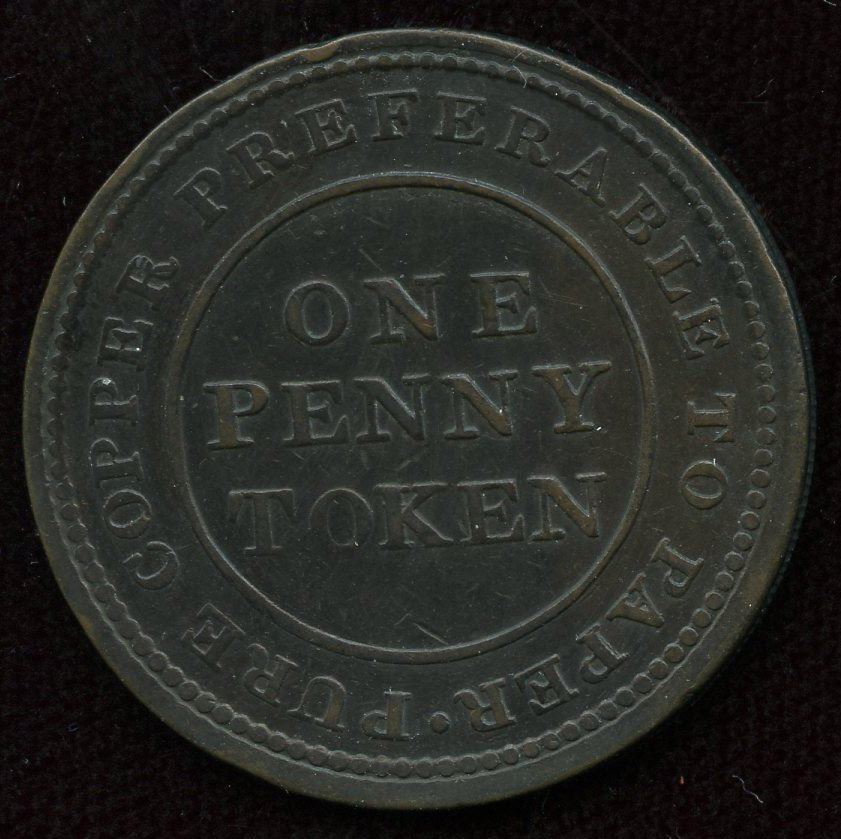 PURE COPPER PREFERABLE TO PAPER ·
ONE
PENNY
TOKEN